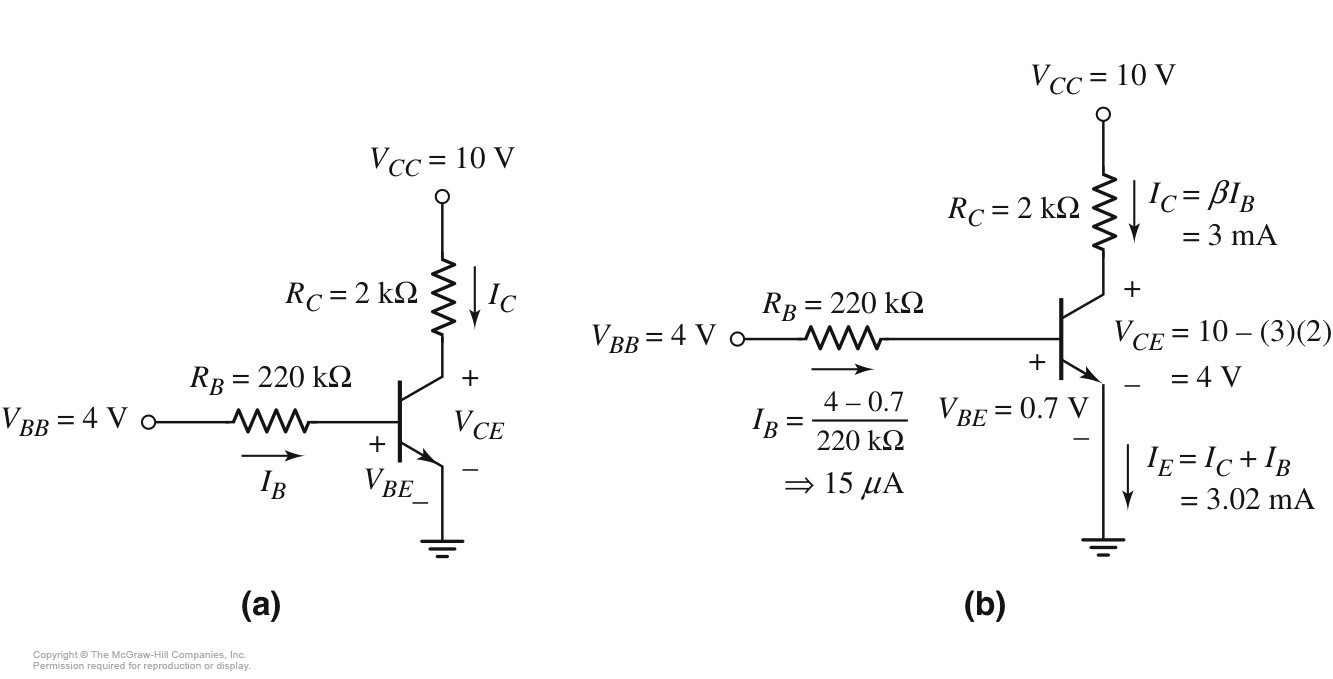 V_CC = 10 V
R_C = 2 kΩ
I_C
R_B = 220 kΩ
V_BB = 4 V
+
V_CE
+
I_B
V_BE
–
–
(a)
V_CC = 10 V
R_C = 2 kΩ
I_C = βI_B
= 3 mA
+
R_B = 220 kΩ
V_BB = 4 V
V_CE = 10 – (3)(2)
+
– = 4 V
I_B = 4 – 0.7
220 kΩ
⇒ 15 μA
V_BE = 0.7 V
–
I_E = I_C + I_B
= 3.02 mA
(b)
Copyright © The McGraw-Hill Companies, Inc.
Permission required for reproduction or display.